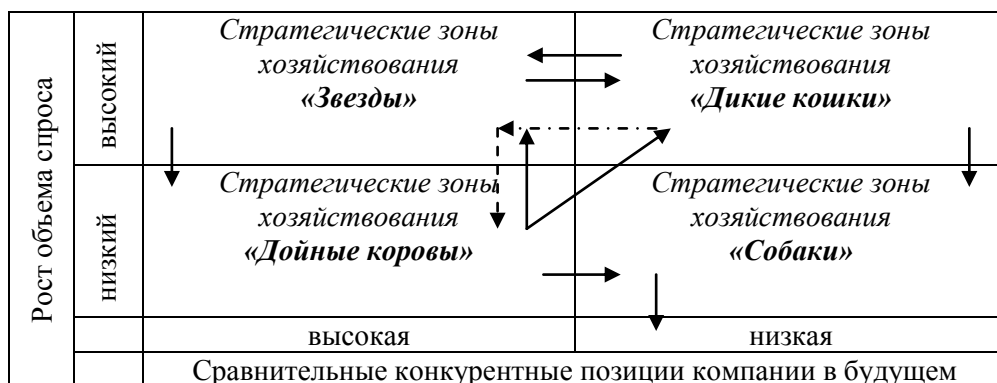 Рост объема спроса
высокий
Стратегические зоны
хозяйствования
«Звезды»
Стратегические зоны
хозяйствования
«Дикие кошки»
низкий
Стратегические зоны
хозяйствования
«Дойные коровы»
Стратегические зоны
хозяйствования
«Собаки»
высокая
низкая
Сравнительные конкурентные позиции компании в будущем